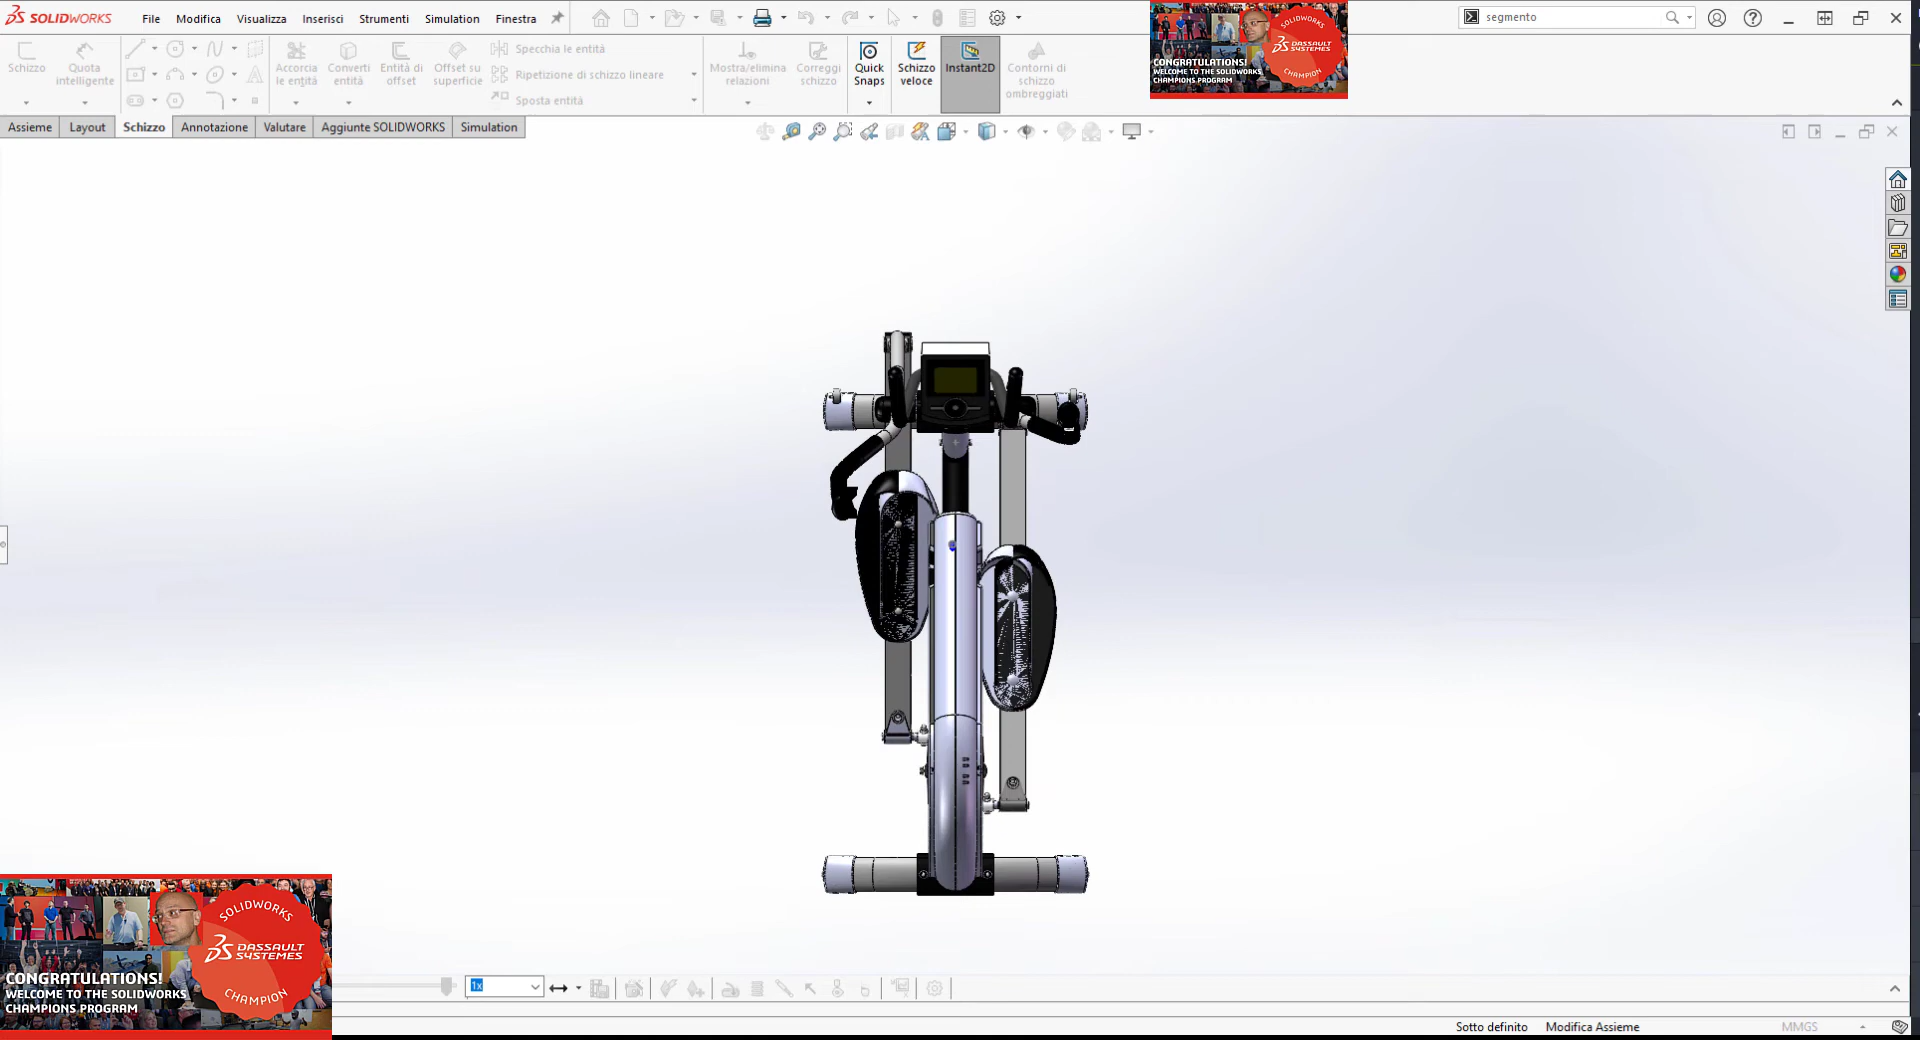 SOLIDWORKS File Modifica Visualizza Inserisci Strumenti Simulation Finestra segmento
Schizzo Quota intelligente
Accorcia le entità Converti entità Entità di offset Offset su superficie
Specchia le entità
Ripetizione di schizzo lineare
Sposta entità
Mostra/elimina relazioni Correggi schizzo Quick Snaps Schizzo veloce Instant2D Contorni di schizzo ombreggiati
SOLIDWORKS
DASSAULT SYSTEMES
CHAMPION
CONGRATULATIONS!
WELCOME TO THE SOLIDWORKS
CHAMPIONS PROGRAM
Assieme Layout Schizzo Annotazione Valutare Aggiunte SOLIDWORKS Simulation
SOLIDWORKS
DASSAULT
SYSTEMES
CHAMPION
CONGRATULATIONS!
WELCOME TO THE SOLIDWORKS
CHAMPIONS PROGRAM
1x
Sotto definito Modifica Assieme MMGS